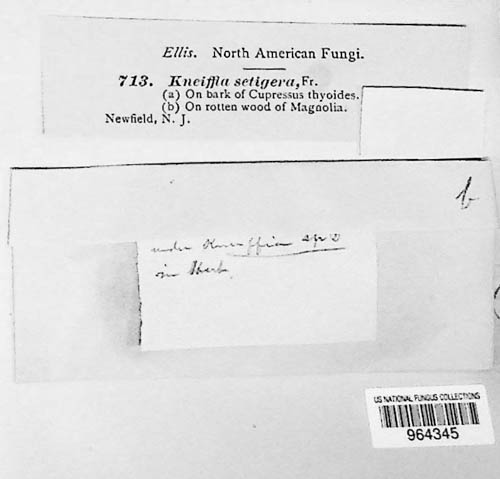 Ellis. North American Fungi.
713. Kneiffia setigera, Fr.
(a) On bark of Cupressus thyoides.
(b) On rotten wood of Magnolia.
Newfield, N. J.
b
under Kneiffia
in Herb.
US NATIONAL FUNGUS COLLECTIONS
964345